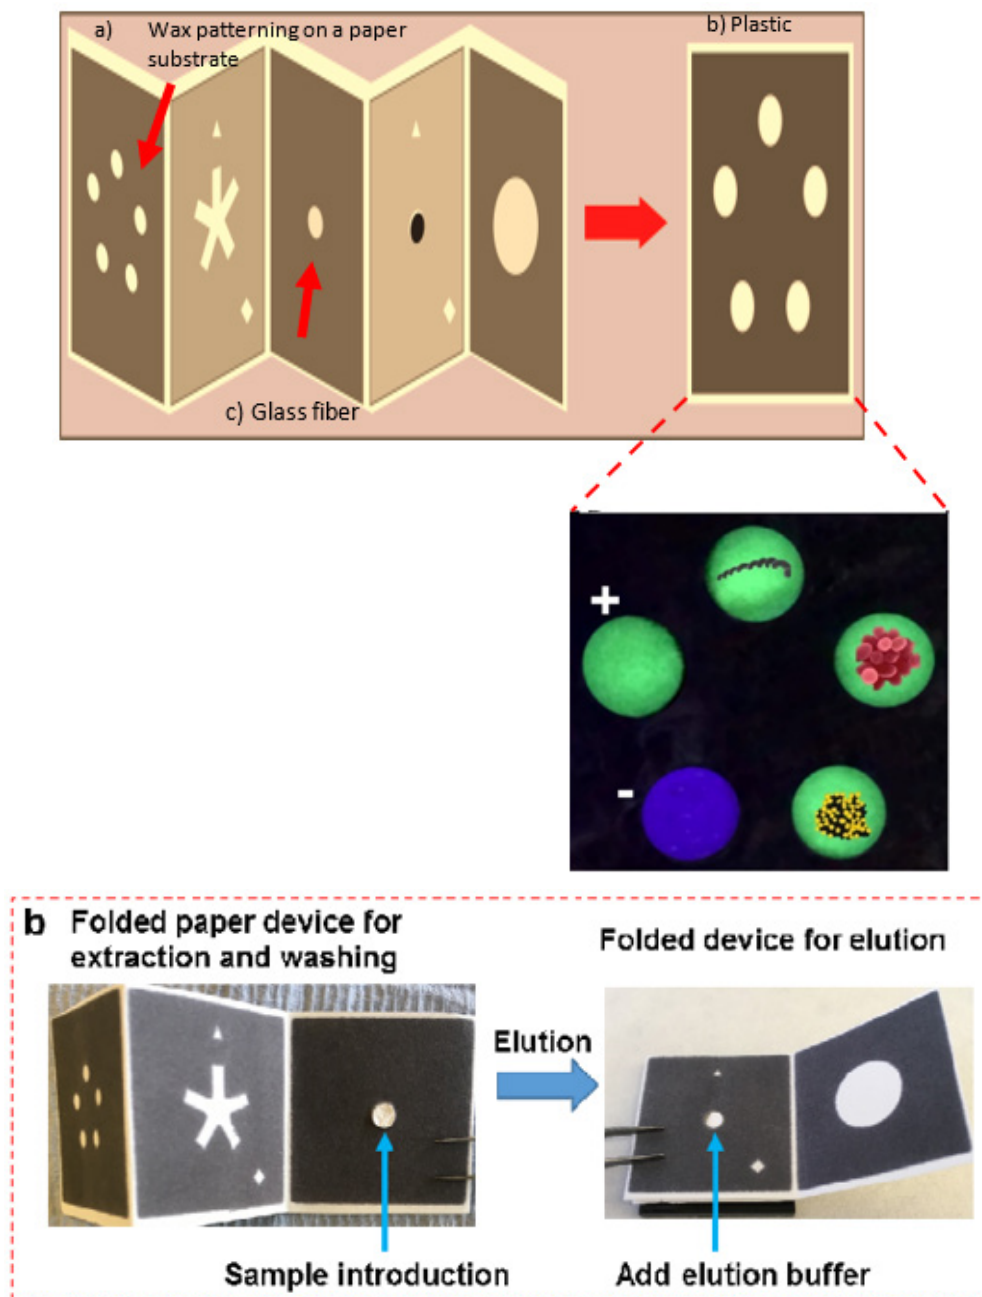 a) Wax patterning on a paper
substrate
b) Plastic
c) Glass fiber
+
-
b Folded paper device for
extraction and washing
Folded device for elution
Elution
Sample introduction
Add elution buffer